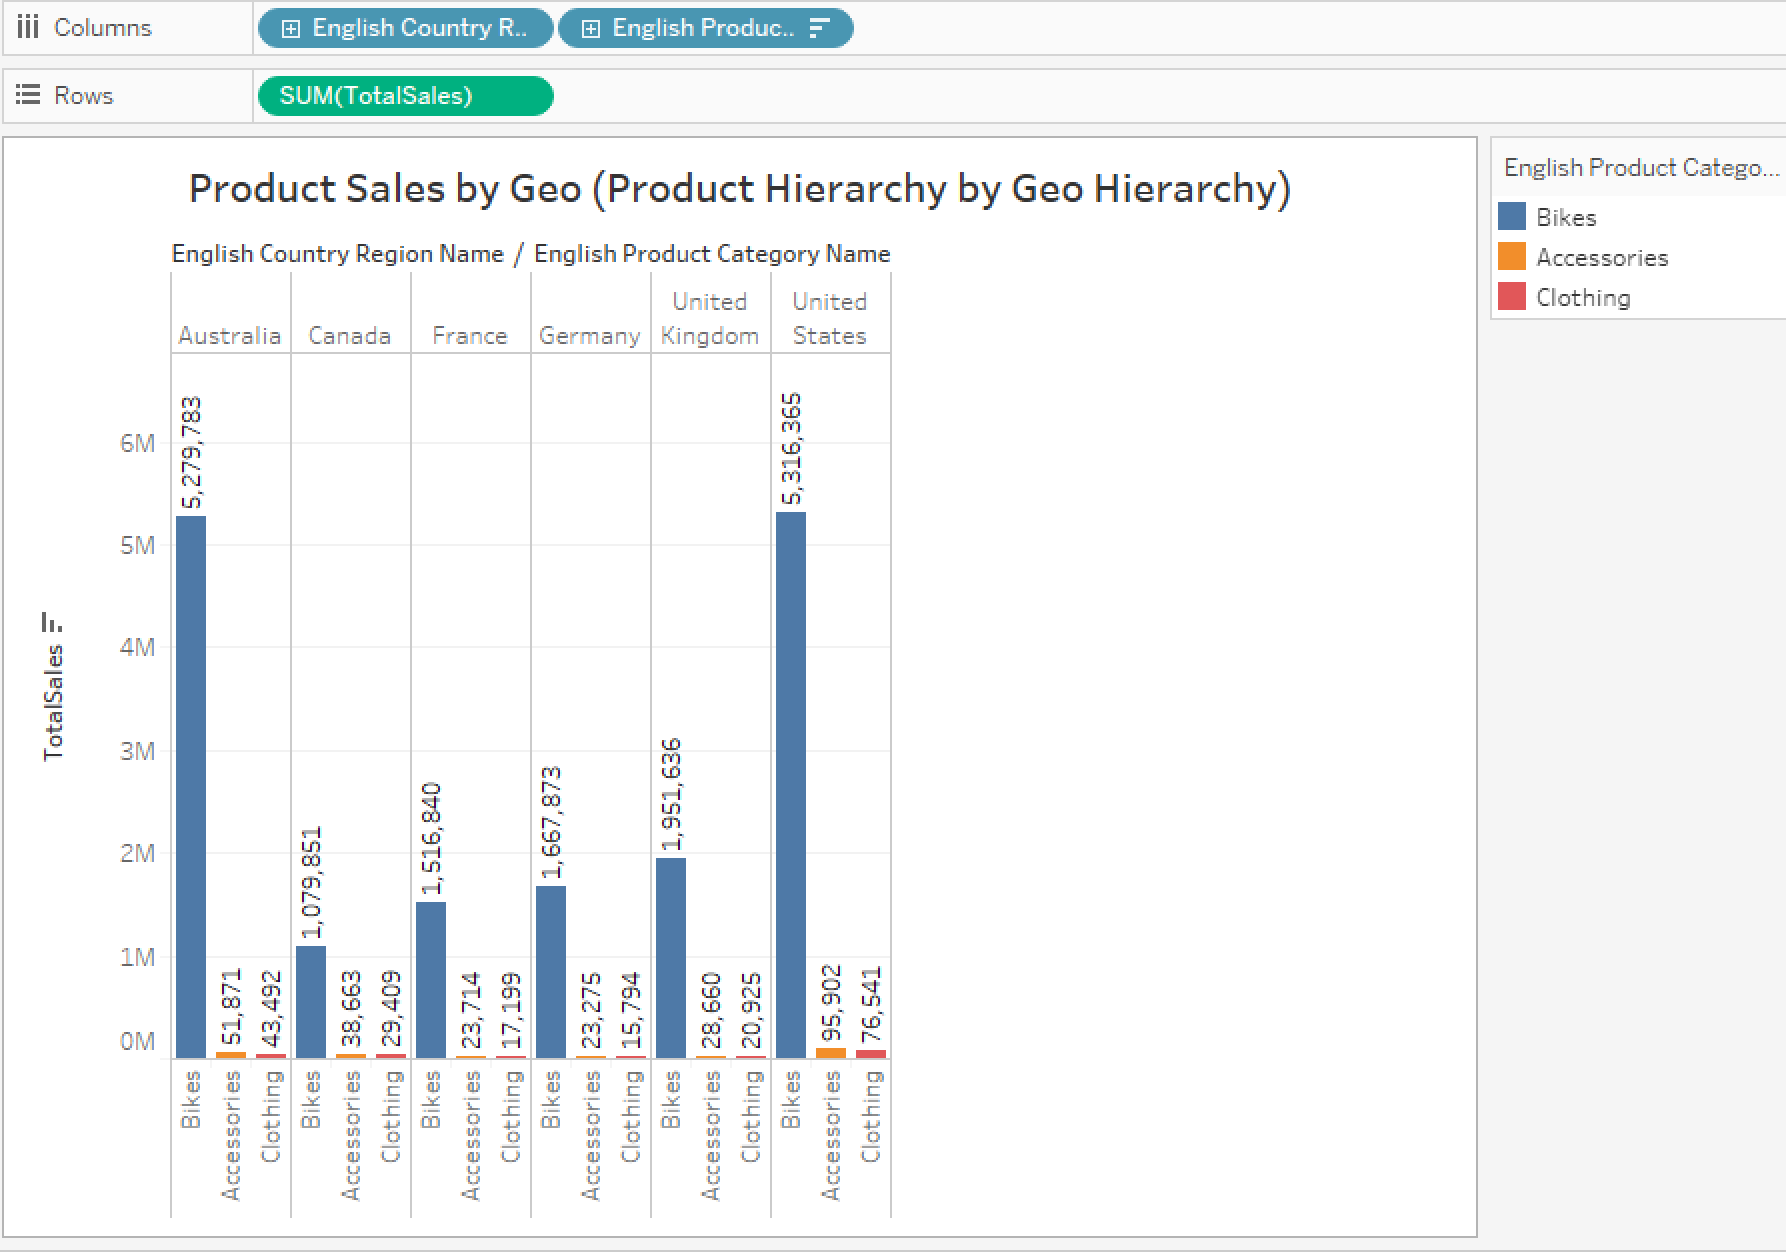 Columns
English Country R..
English Produc..
Rows
SUM(TotalSales)
Product Sales by Geo (Product Hierarchy by Geo Hierarchy)
English Country Region Name / English Product Category Name
Australia
Canada
France
Germany
United
Kingdom
United
States
TotalSales
6M
5M
4M
3M
2M
1M
0M
5,279,783
51,871
43,492
1,079,851
38,663
29,409
1,516,840
23,714
17,199
1,667,873
23,275
15,794
1,951,636
28,660
20,925
5,316,365
95,902
76,541
Bikes
Accessories
Clothing
Bikes
Accessories
Clothing
Bikes
Accessories
Clothing
Bikes
Accessories
Clothing
Bikes
Accessories
Clothing
Bikes
Accessories
Clothing
English Product Catego...
Bikes
Accessories
Clothing